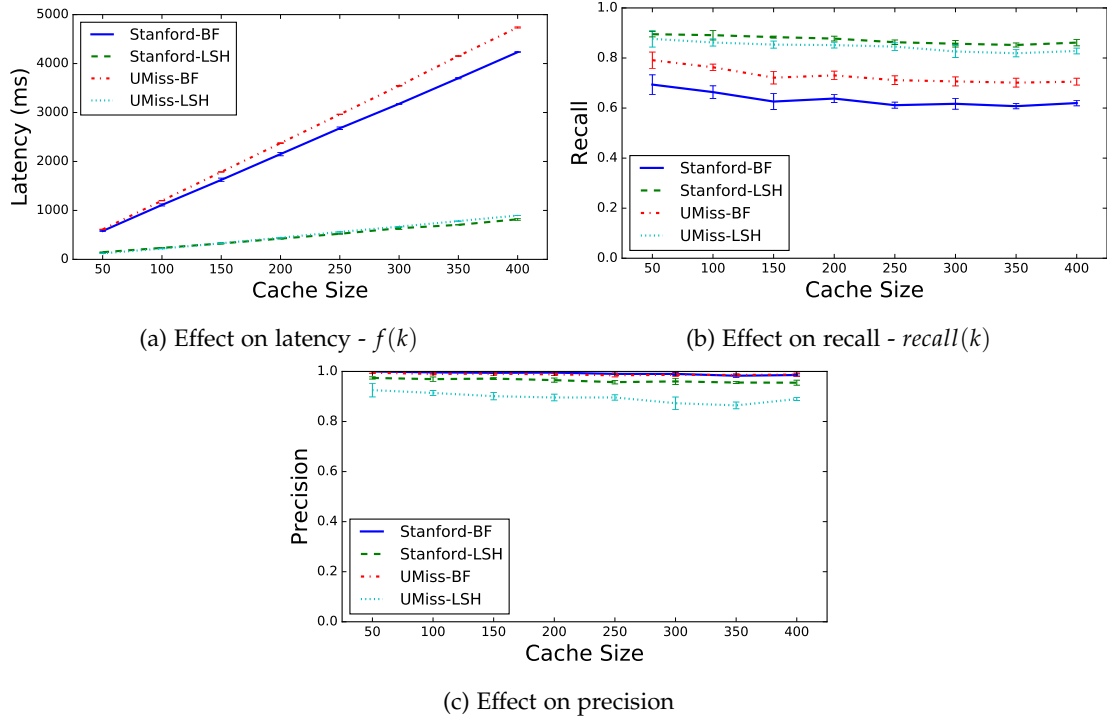 5000
4000
3000
2000
1000
0
Latency (ms)
Stanford-BF
Stanford-LSH
UMiss-BF
UMiss-LSH
50 100 150 200 250 300 350 400
Cache Size
(a) Effect on latency - f(k)
1.0
0.8
0.6
0.4
0.2
0.0
Recall
Stanford-BF
Stanford-LSH
UMiss-BF
UMiss-LSH
50 100 150 200 250 300 350 400
Cache Size
(b) Effect on recall - recall(k)
1.0
0.8
0.6
0.4
0.2
0.0
Precision
Stanford-BF
Stanford-LSH
UMiss-BF
UMiss-LSH
50 100 150 200 250 300 350 400
Cache Size
(c) Effect on precision